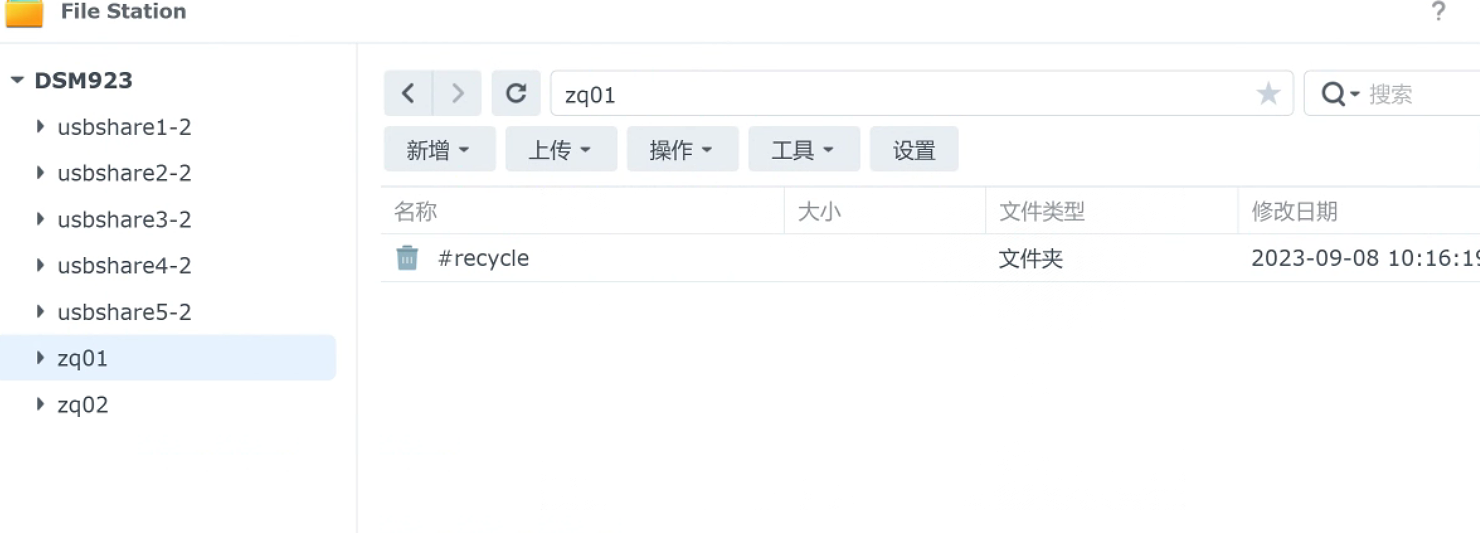 File Station
?
DSM923
usbshare1-2
usbshare2-2
usbshare3-2
usbshare4-2
usbshare5-2
zq01
zq02
zq01
搜索
新增 上传 操作 工具 设置
名称 大小 文件类型 修改日期
#recycle 文件夹 2023-09-08 10:16:19